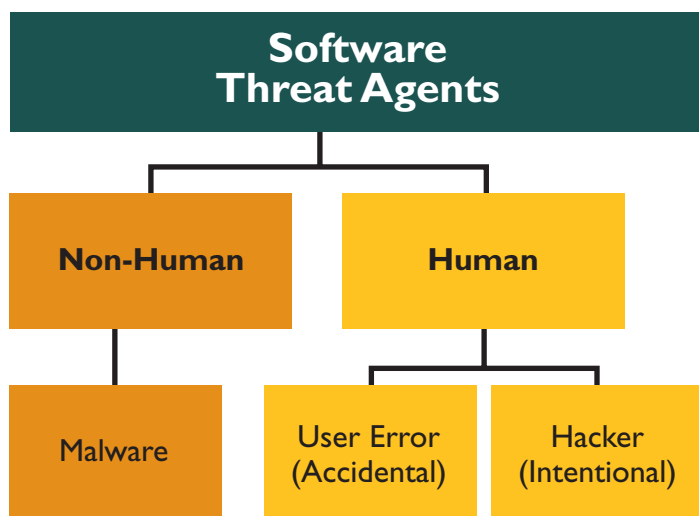 Software
Threat Agents
Non-Human
Human
Malware
User Error
(Accidental)
Hacker
(Intentional)